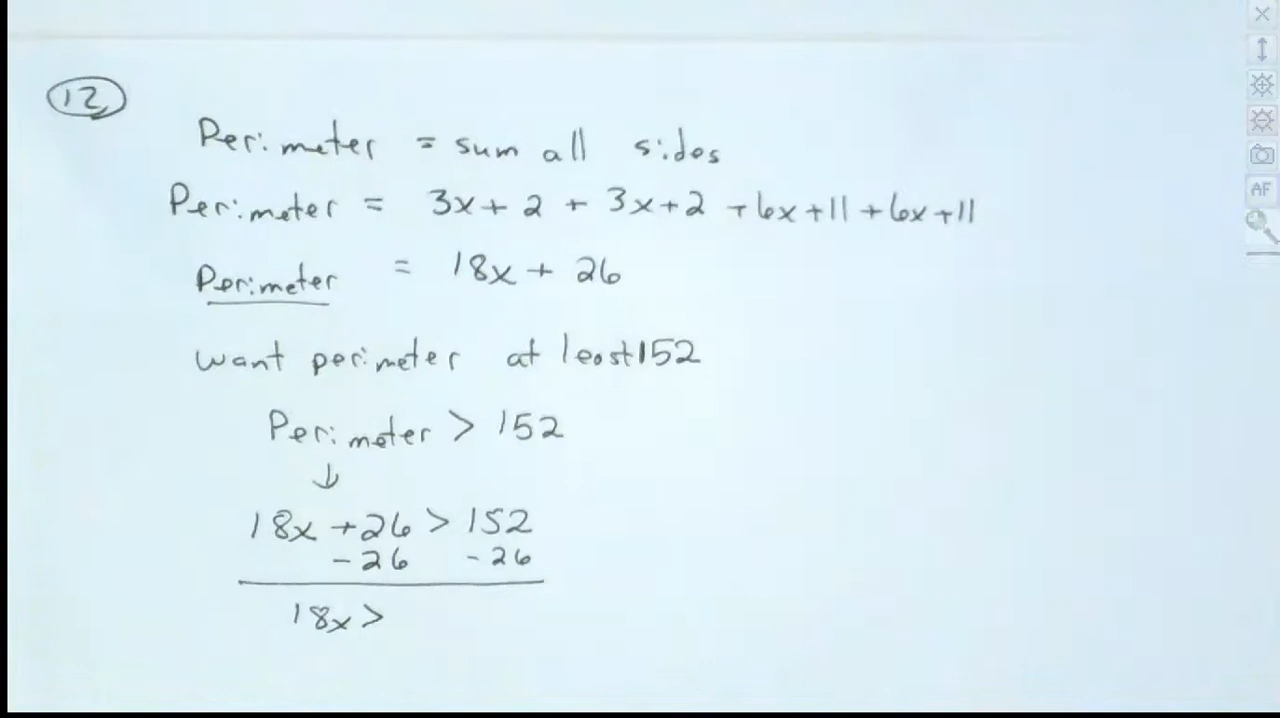 12
Perimeter = sum all sides
Perimeter = 3x + 2 + 3x + 2 + 6x + 11 + 6x + 11
Perimeter = 18x + 26
want perimeter at least 152
Perimeter > 152
↓
18x + 26 > 152
- 26 - 26
18x >
AF